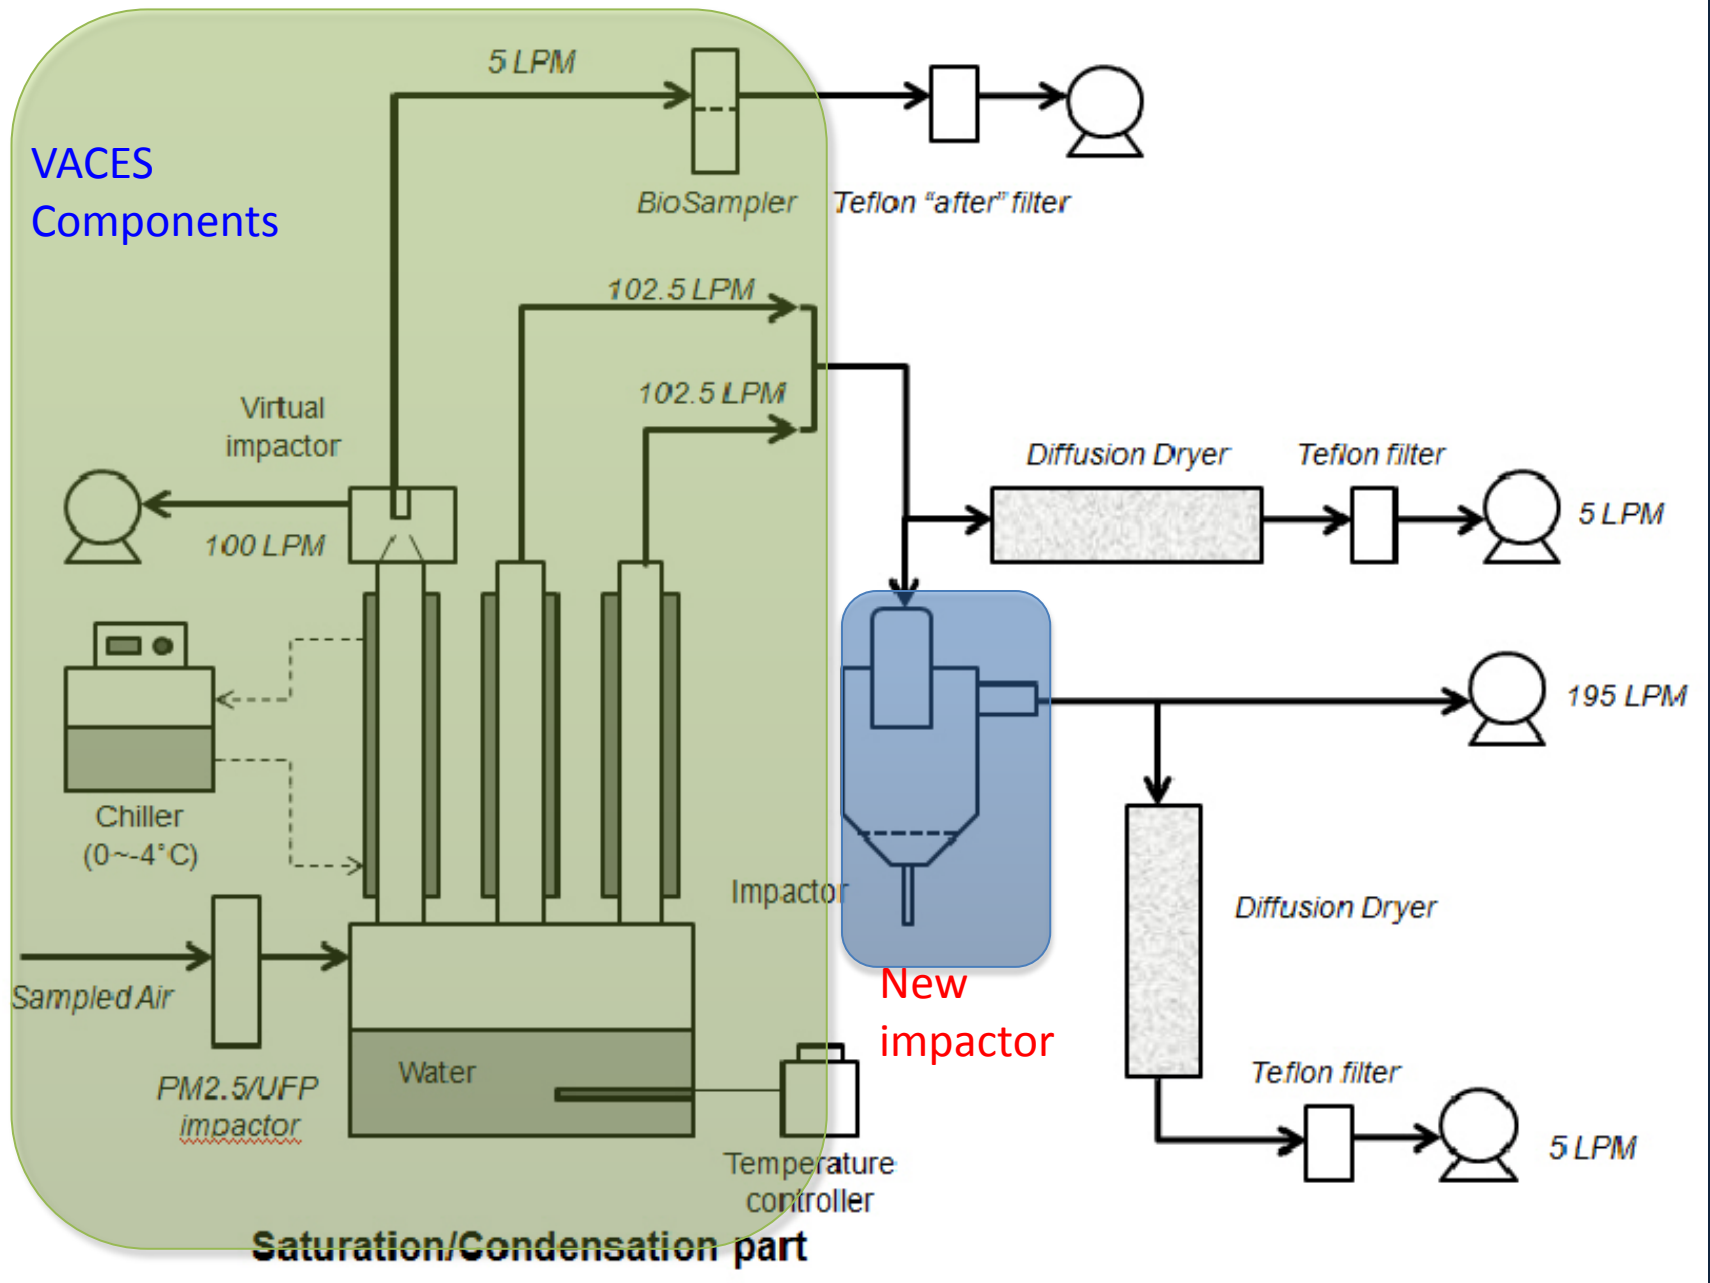 5 LPM
VACES
Components
BioSampler
Teflon “after” filter
102.5 LPM
102.5 LPM
Virtual
impactor
100 LPM
Diffusion Dryer
Teflon filter
5 LPM
195 LPM
Chiller
(0~-4°C)
Impactor
Diffusion Dryer
Sampled Air
New
impactor
PM2.5/UFP
impactor
Water
Teflon filter
5 LPM
Temperature
controller
Saturation/Condensation part